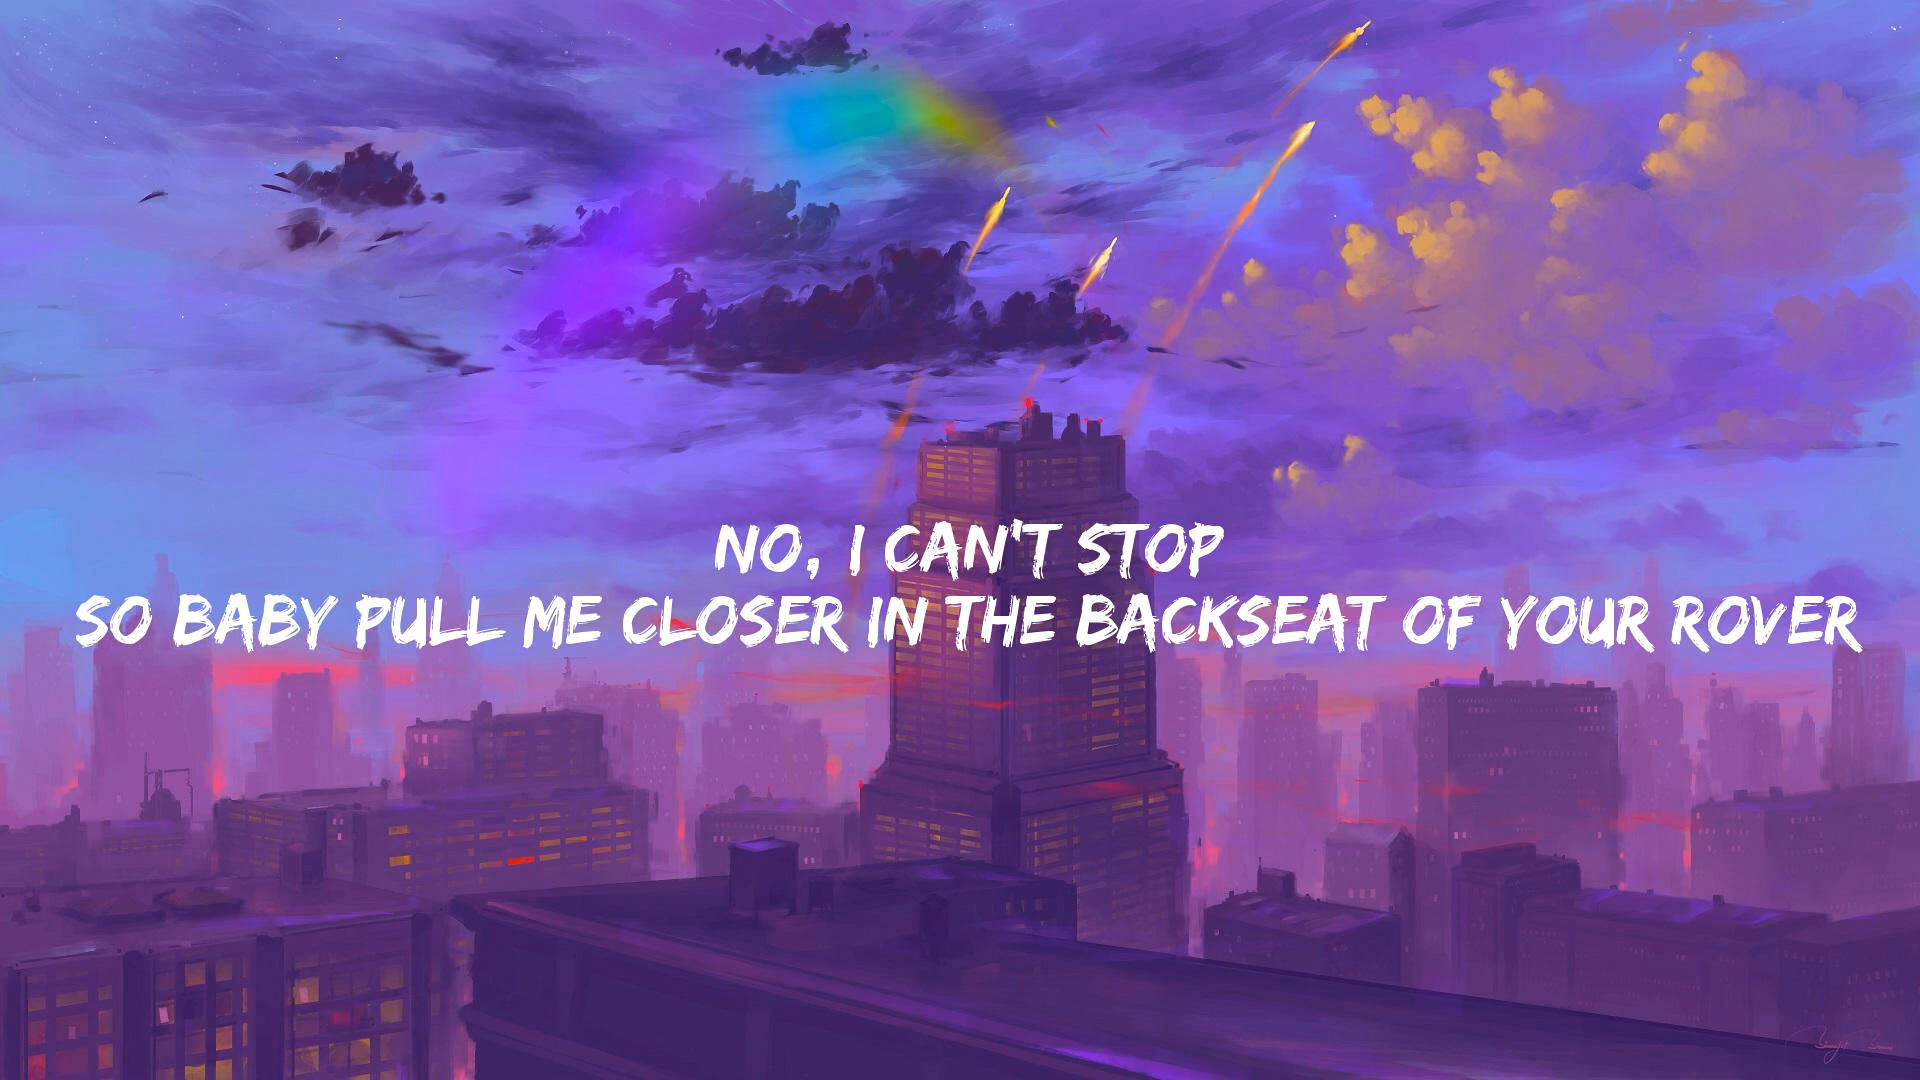 NO, I CAN'T STOP
SO BABY PULL ME CLOSER IN THE BACKSEAT OF YOUR ROVER